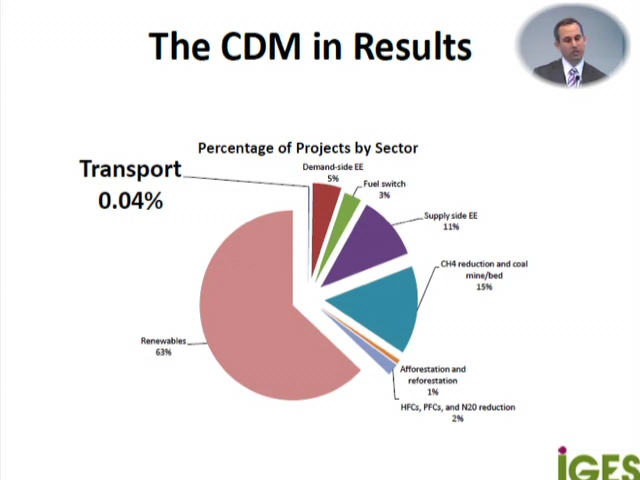 The CDM in Results
Percentage of Projects by Sector
Transport
0.04%
Demand-side EE
5%
Fuel switch
3%
Supply side EE
11%
CH4 reduction and coal
mine/bed
15%
Renewables
63%
Afforestation and
reforestation
1%
HFCs, PFCs, and N20 reduction
2%
iGES